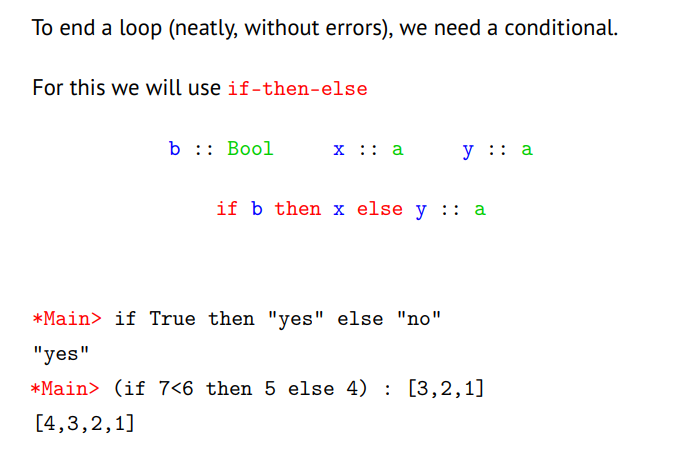 To end a loop (neatly, without errors), we need a conditional.
For this we will use if-then-else
b :: Bool x :: a y :: a
if b then x else y :: a
*Main> if True then "yes" else "no"
"yes"
*Main> (if 7<6 then 5 else 4) : [3,2,1]
[4,3,2,1]